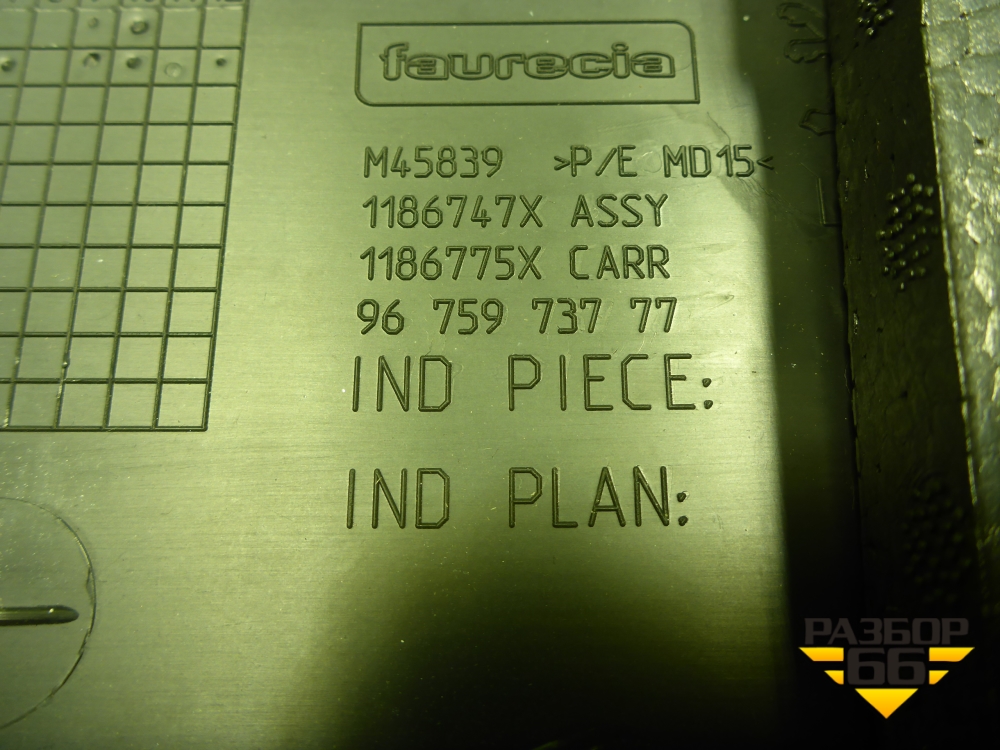 faurecia
M45839 >P/E MD15<
1186747X ASSY
1186775X CARR
96 759 737 77
IND PIECE:
IND PLAN:
РАЗБОР
66